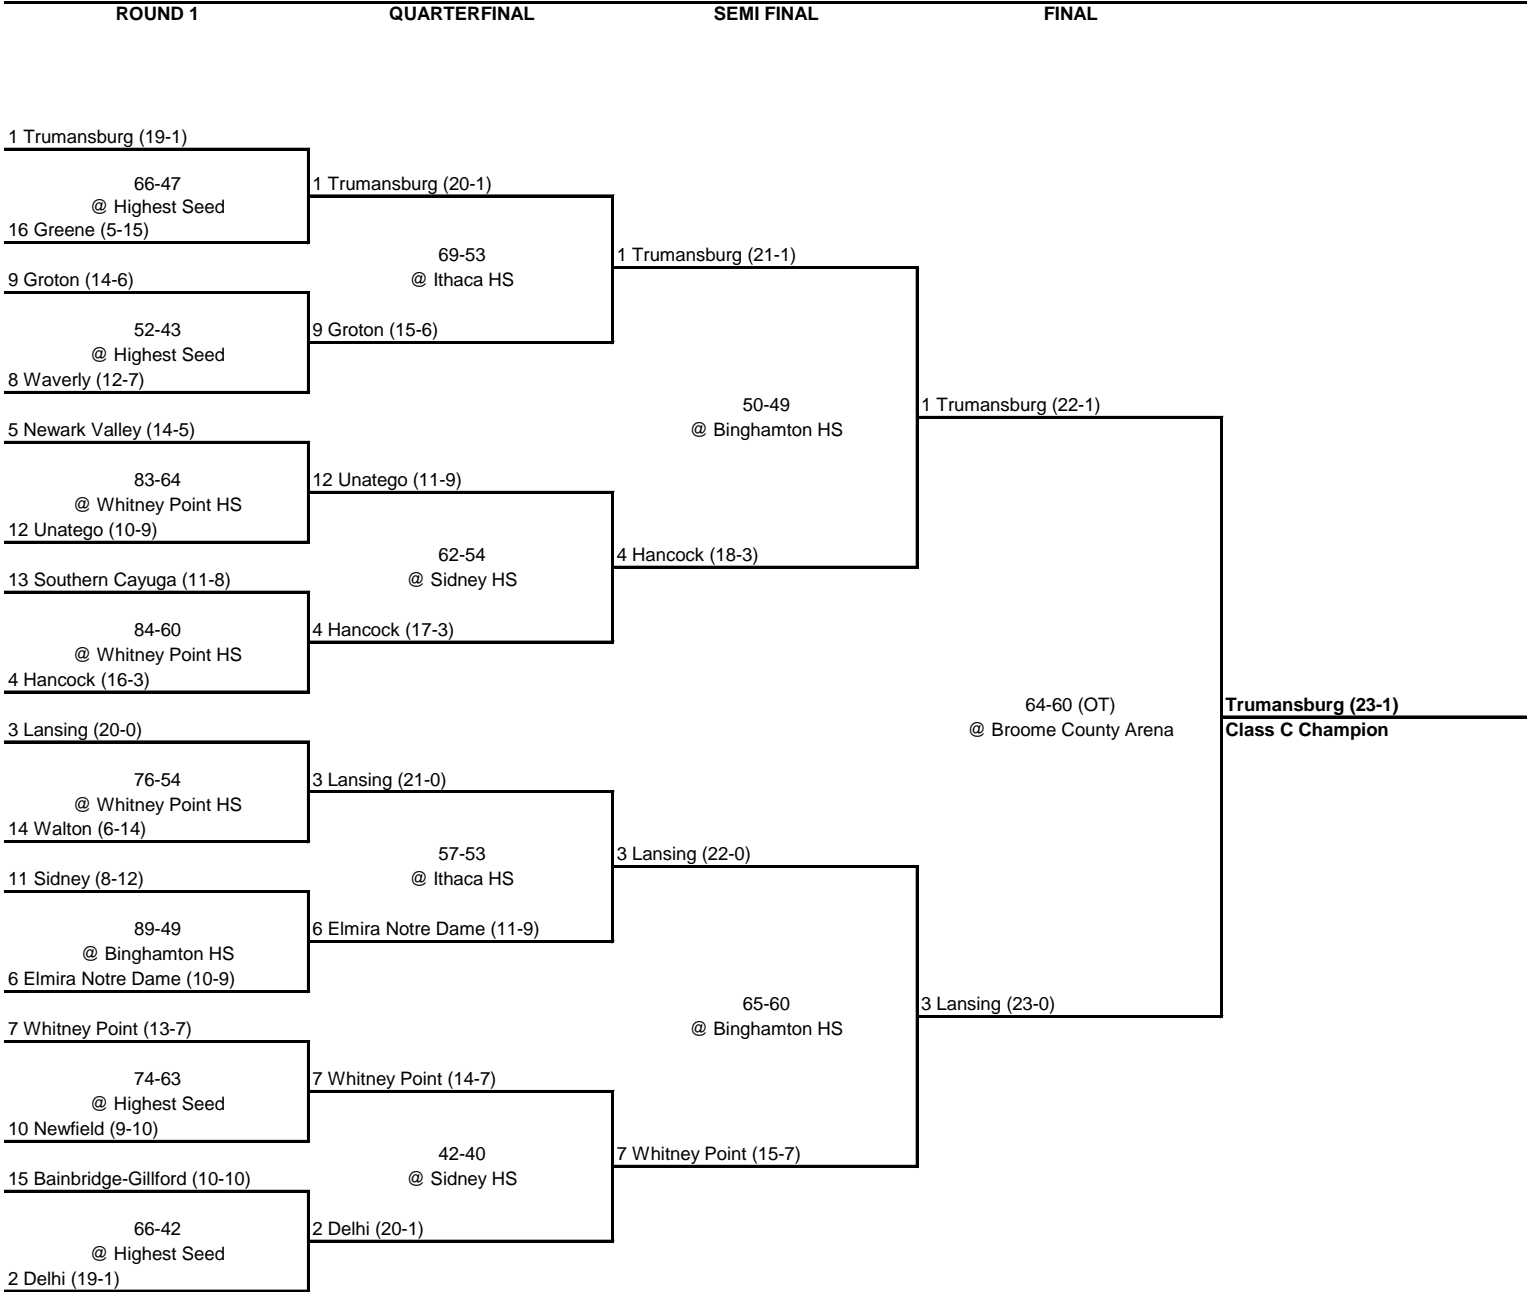 ROUND 1 QUARTERFINAL SEMI FINAL FINAL
1 Trumansburg (19-1)
66-47
@ Highest Seed
16 Greene (5-15)
9 Groton (14-6)
52-43
@ Highest Seed
8 Waverly (12-7)
5 Newark Valley (14-5)
83-64
@ Whitney Point HS
12 Unatego (10-9)
13 Southern Cayuga (11-8)
84-60
@ Whitney Point HS
4 Hancock (16-3)
3 Lansing (20-0)
76-54
@ Whitney Point HS
14 Walton (6-14)
11 Sidney (8-12)
89-49
@ Binghamton HS
6 Elmira Notre Dame (10-9)
7 Whitney Point (13-7)
74-63
@ Highest Seed
10 Newfield (9-10)
15 Bainbridge-Gillford (10-10)
66-42
@ Highest Seed
2 Delhi (19-1)
1 Trumansburg (20-1)
69-53
@ Ithaca HS
9 Groton (15-6)
12 Unatego (11-9)
62-54
@ Sidney HS
4 Hancock (17-3)
3 Lansing (21-0)
57-53
@ Ithaca HS
6 Elmira Notre Dame (11-9)
7 Whitney Point (14-7)
42-40
@ Sidney HS
2 Delhi (20-1)
1 Trumansburg (21-1)
50-49
@ Binghamton HS
4 Hancock (18-3)
3 Lansing (22-0)
65-60
@ Binghamton HS
7 Whitney Point (15-7)
1 Trumansburg (22-1)
64-60 (OT)
@ Broome County Arena
3 Lansing (23-0)
Trumansburg (23-1)
Class C Champion